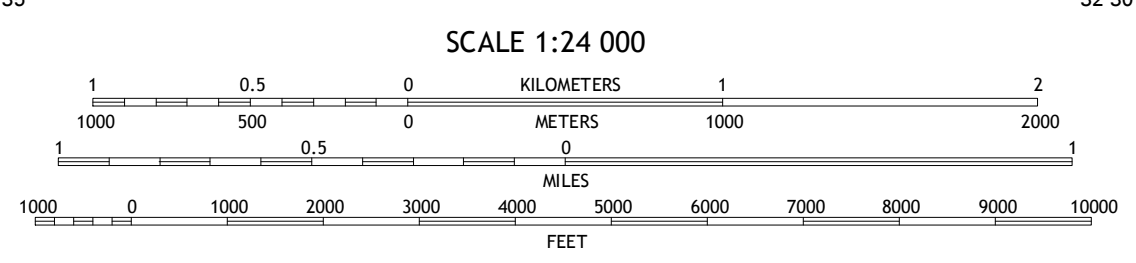 SCALE 1:24 000
1 0.5 0 KILOMETERS 1 2
1000 500 0 METERS 1000 2000
1 0.5 0 1
MILES
1000 0 1000 2000 3000 4000 5000 6000 7000 8000 9000 10000
FEET